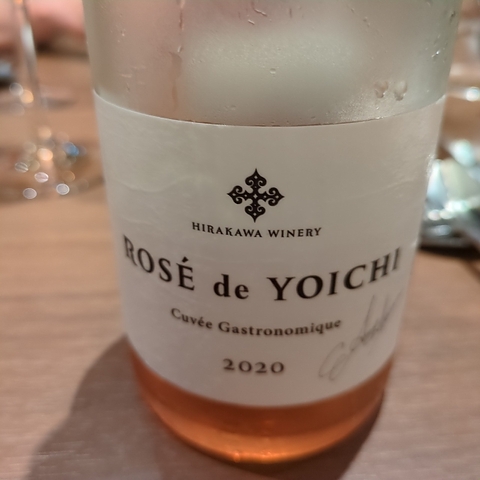 HIRAKAWA WINERY
ROSÉ de YOICHI
Cuvée Gastronomique
2020